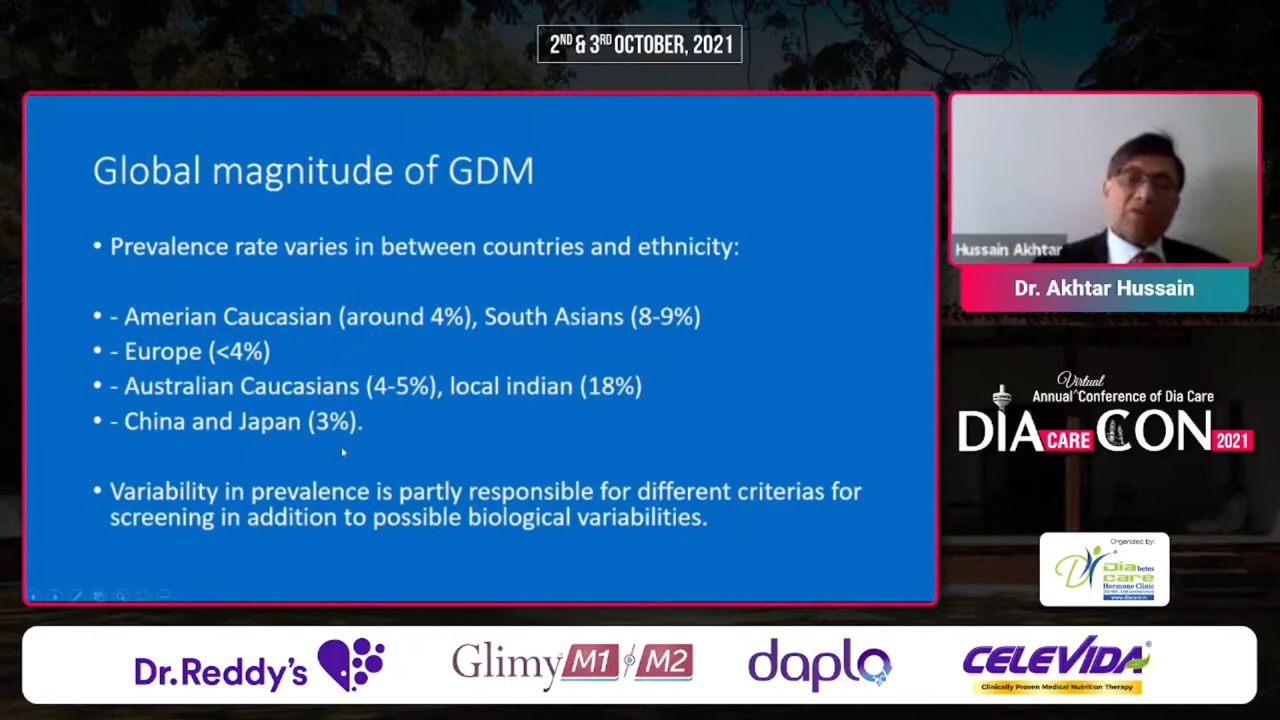 2ND & 3RD OCTOBER, 2021
Global magnitude of GDM
• Prevalence rate varies in between countries and ethnicity:
• - Amerian Caucasian (around 4%), South Asians (8-9%)
• - Europe (<4%)
• - Australian Caucasians (4-5%), local indian (18%)
• - China and Japan (3%).
• Variability in prevalence is partly responsible for different criterias for
screening in addition to possible biological variabilities.
Hussain Akhtar
Dr. Akhtar Hussain
Virtual
Annual Conference of Dia Care
DIA CARE CON 2021
Organized by:
Diabetes
care
Hormone Clinic
www.diacare.in
Dr.Reddy's
Glimy M1 M2
daplo
CELEVIDA®
Clinically Proven Medical Nutrition Therapy